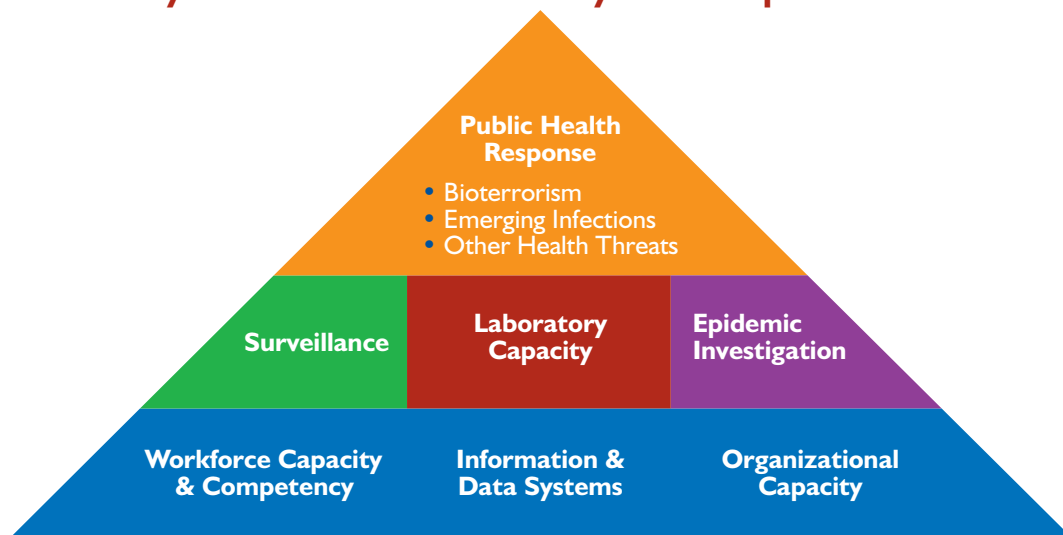 Public Health
Response
• Bioterrorism
• Emerging Infections
• Other Health Threats
Surveillance
Laboratory
Capacity
Epidemic
Investigation
Workforce Capacity
& Competency
Information &
Data Systems
Organizational
Capacity